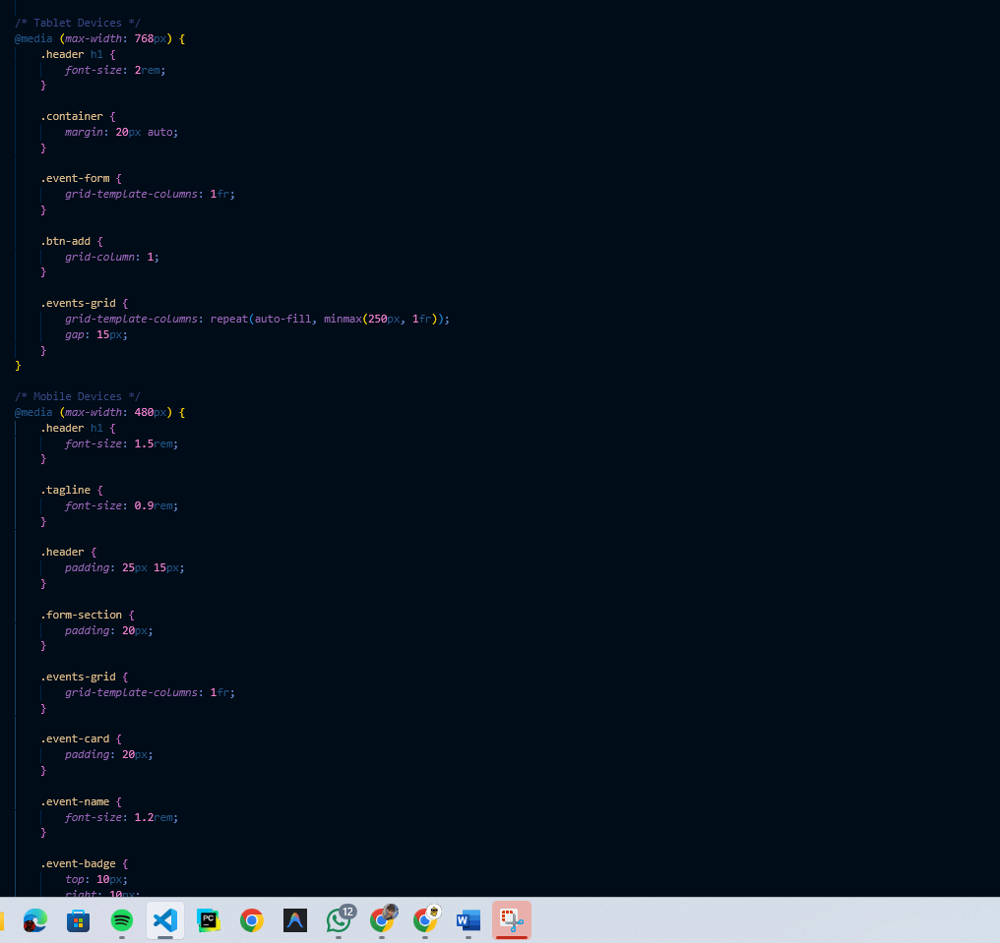 /* Tablet Devices */
@media (max-width: 768px) {
    .header h1 {
        font-size: 2rem;
    }

    .container {
        margin: 20px auto;
    }

    .event-form {
        grid-template-columns: 1fr;
    }

    .btn-add {
        grid-column: 1;
    }

    .events-grid {
        grid-template-columns: repeat(auto-fill, minmax(250px, 1fr));
        gap: 15px;
    }
}

/* Mobile Devices */
@media (max-width: 480px) {
    .header h1 {
        font-size: 1.5rem;
    }

    .tagline {
        font-size: 0.9rem;
    }

    .header {
        padding: 25px 15px;
    }

    .form-section {
        padding: 20px;
    }

    .events-grid {
        grid-template-columns: 1fr;
    }

    .event-card {
        padding: 20px;
    }

    .event-name {
        font-size: 1.2rem;
    }

    .event-badge {
        top: 10px;
        right: 10px;
PC
12
W